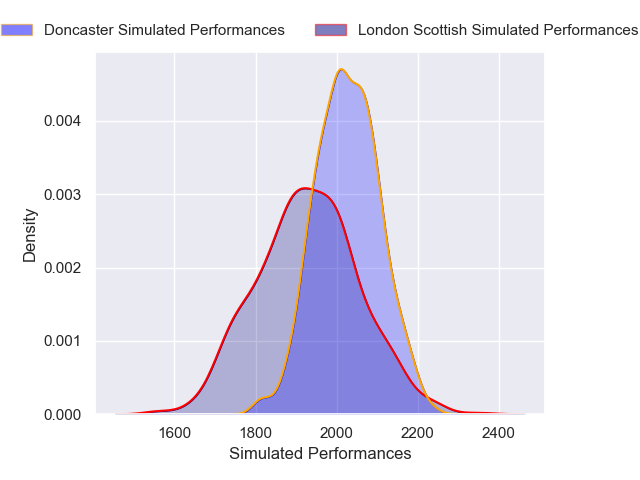 Doncaster Simulated Performances London Scottish Simulated Performances
0.004
0.003
Density
0.002
0.001
0.000
1600 1800 2000 2200 2400
Simulated Performances